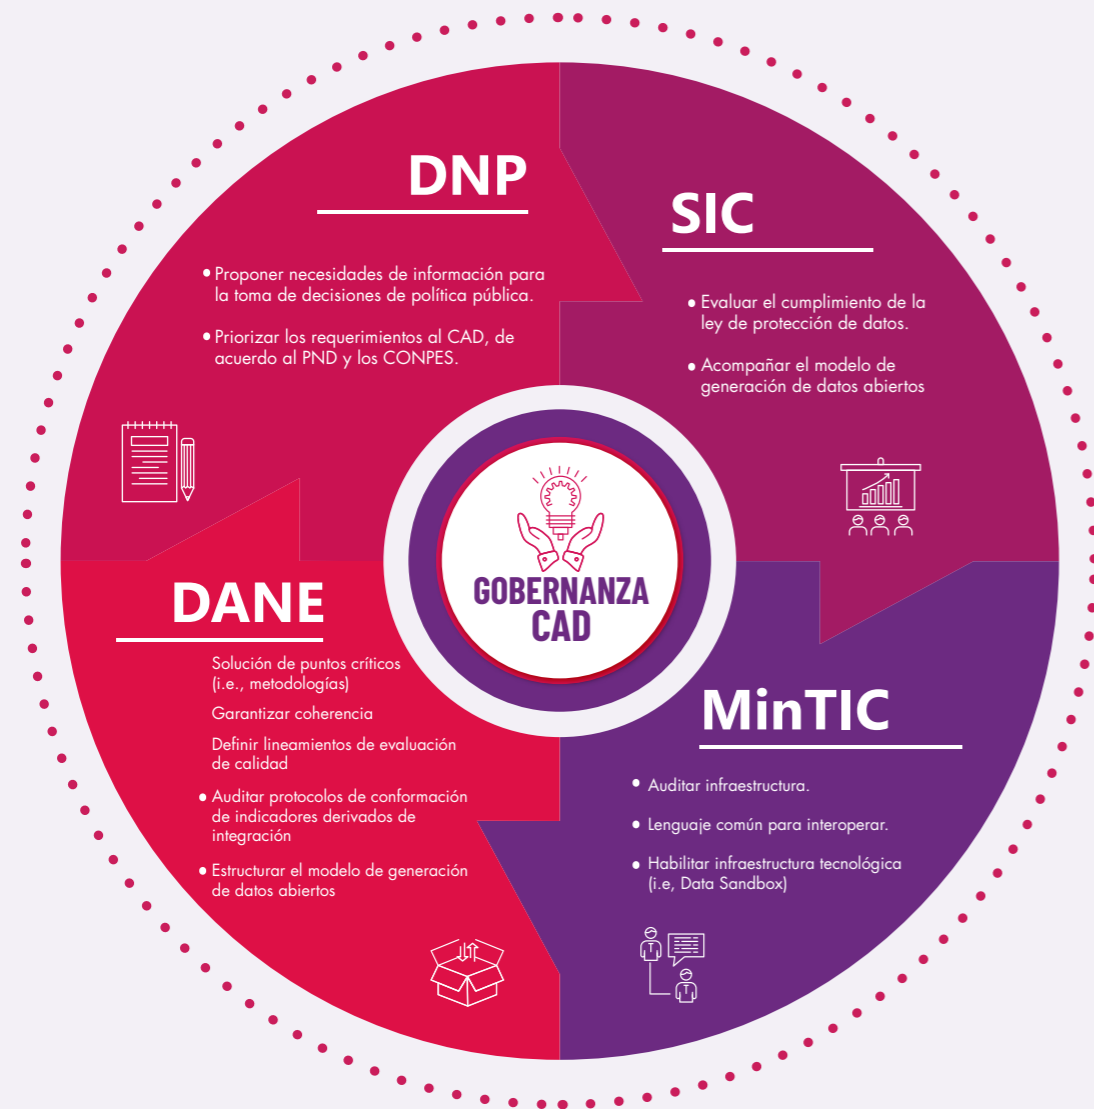 DNP
• Proponer necesidades de información para
la toma de decisiones de política pública.
• Priorizar los requerimientos al CAD, de
acuerdo al PND y los CONPES.
SIC
• Evaluar el cumplimiento de la
ley de protección de datos.
• Acompañar el modelo de
generación de datos abiertos
GOBERNANZA
CAD
DANE
Solución de puntos críticos
(i.e., metodologías)
Garantizar coherencia
Definir lineamientos de evaluación
de calidad
• Auditar protocolos de conformación
de indicadores derivados de
integración
• Estructurar el modelo de generación
de datos abiertos
MinTIC
• Auditar infraestructura.
• Lenguaje común para interoperar.
• Habilitar infraestructura tecnológica
(i.e, Data Sandbox)